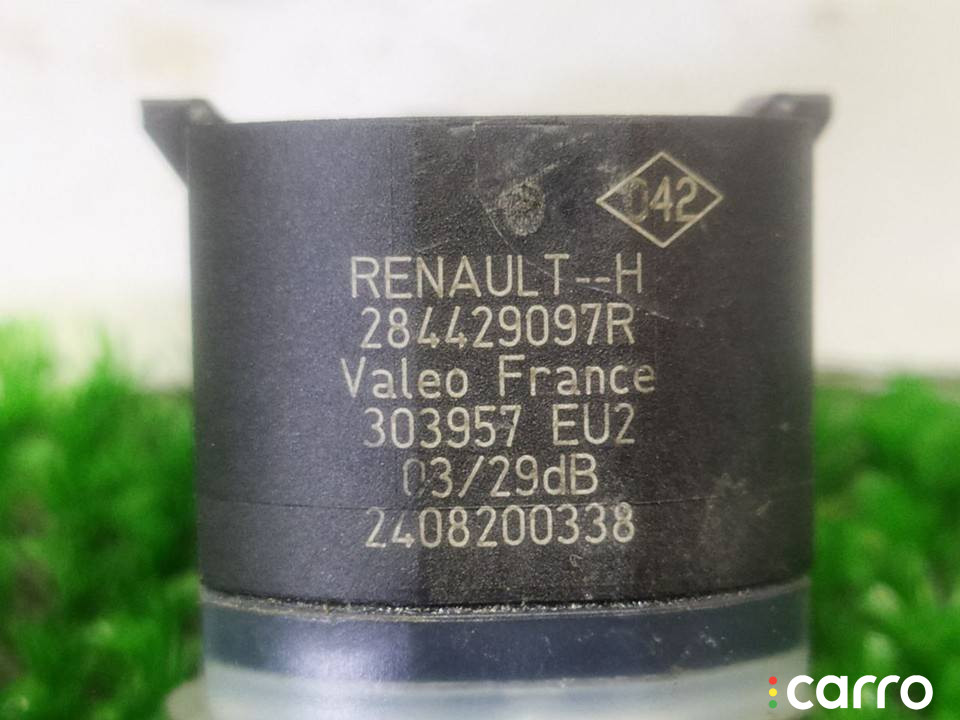 042
RENAULT--H
284429097R
Valeo France
303957 EU2
03/29dB
2408200338
carro